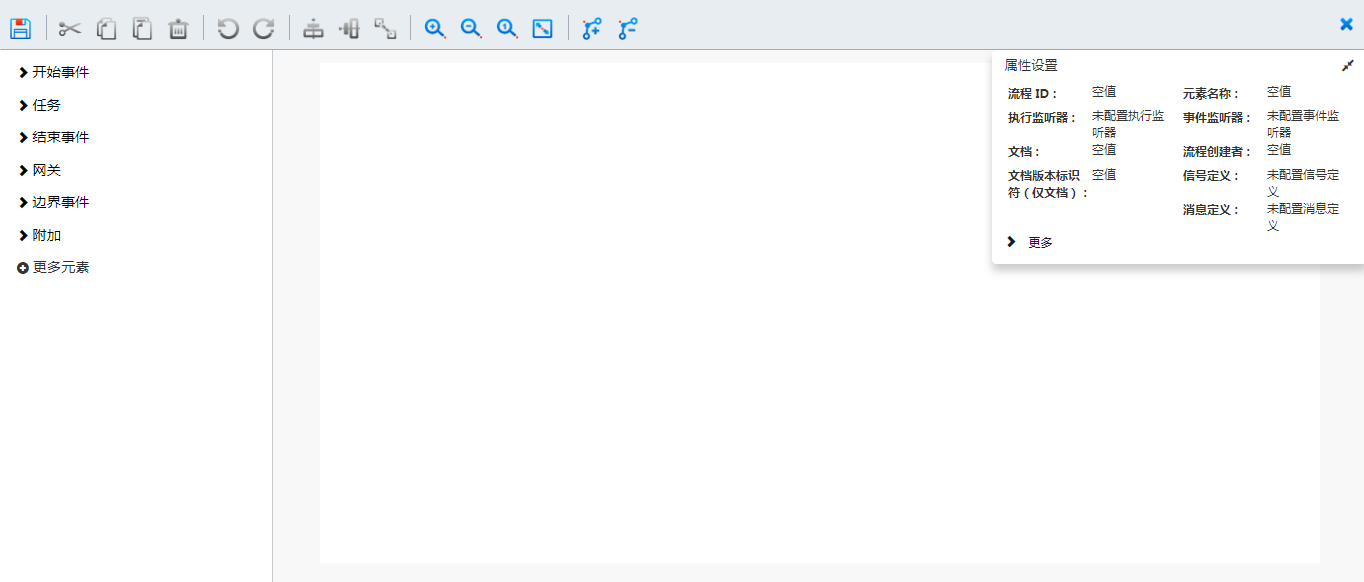 开始事件
任务
结束事件
网关
边界事件
附加
更多元素
属性设置
流程 ID： 空值 元素名称： 空值
执行监听器： 未配置执行监 事件监听器： 未配置事件监
听器 听器
文档： 空值 流程创建者： 空值
文档版本标识 空值 信号定义： 未配置信号定
符（仅文档）： 义
消息定义： 未配置消息定
义
更多